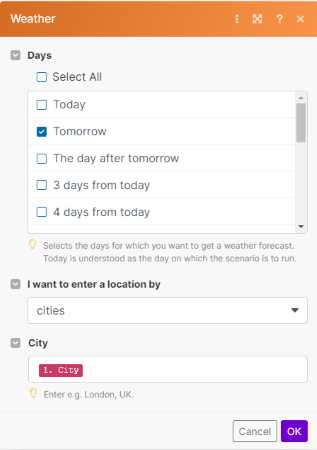 Weather
Days
Select All
Today
Tomorrow
The day after tomorrow
3 days from today
4 days from today
Selects the days for which you want to get a weather forecast.
Today is understood as the day on which the scenario is to run.
I want to enter a location by
cities
City
1. City
Enter e.g. London, UK.
Cancel OK